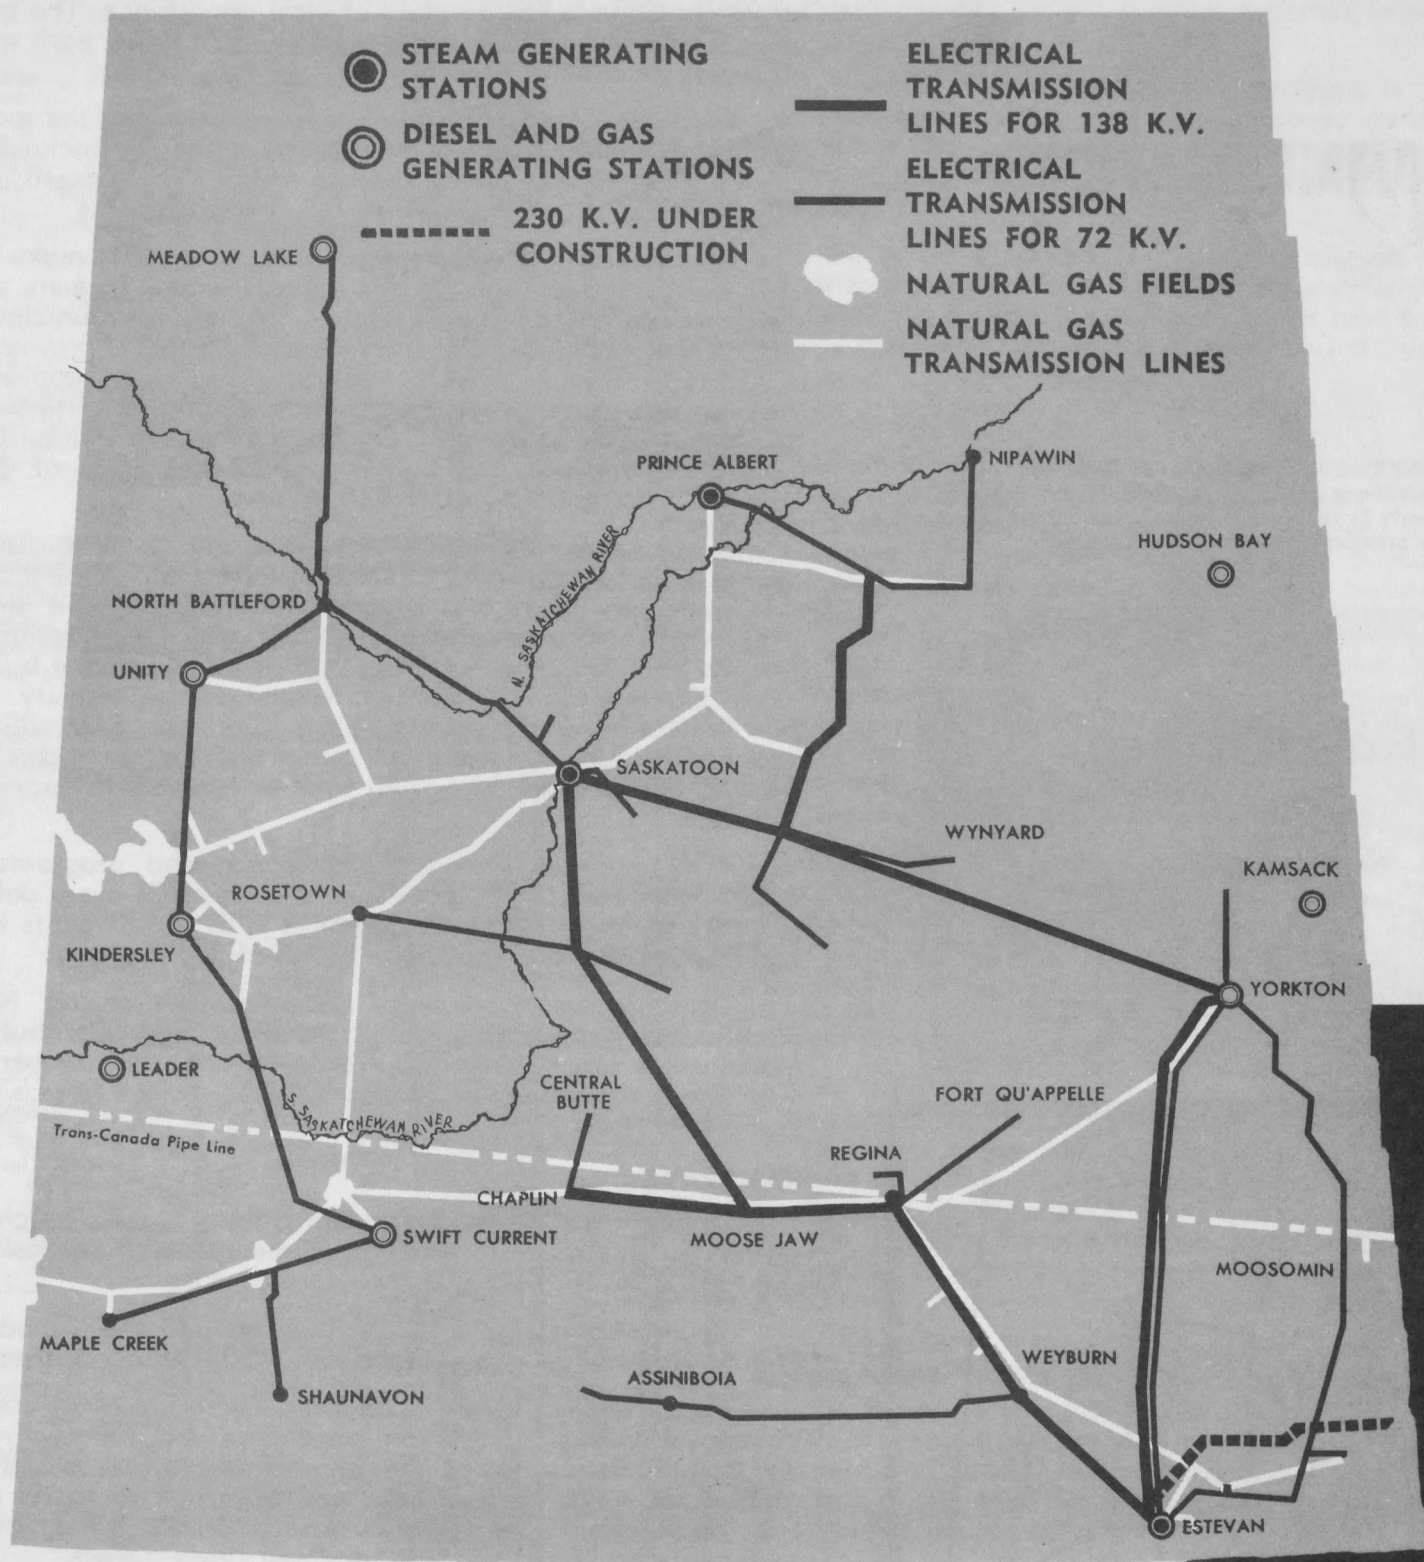 STEAM GENERATING
STATIONS
DIESEL AND GAS
GENERATING STATIONS
230 K.V. UNDER
CONSTRUCTION
ELECTRICAL
TRANSMISSION
LINES FOR 138 K.V.
ELECTRICAL
TRANSMISSION
LINES FOR 72 K.V.
NATURAL GAS FIELDS
NATURAL GAS
TRANSMISSION LINES
MEADOW LAKE
PRINCE ALBERT
NIPAWIN
HUDSON BAY
N. SASKATCHEWAN RIVER
NORTH BATTLEFORD
UNITY
SASKATOON
WYNYARD
KAMSACK
ROSETOWN
KINDERSLEY
YORKTON
LEADER
CENTRAL
BUTTE
FORT QU'APPELLE
S. SASKATCHEWAN RIVER
Trans-Canada Pipe Line
REGINA
CHAPLIN
SWIFT CURRENT
MOOSE JAW
MOOSOMIN
MAPLE CREEK
WEYBURN
ASSINIBOIA
SHAUNAVON
ESTEVAN